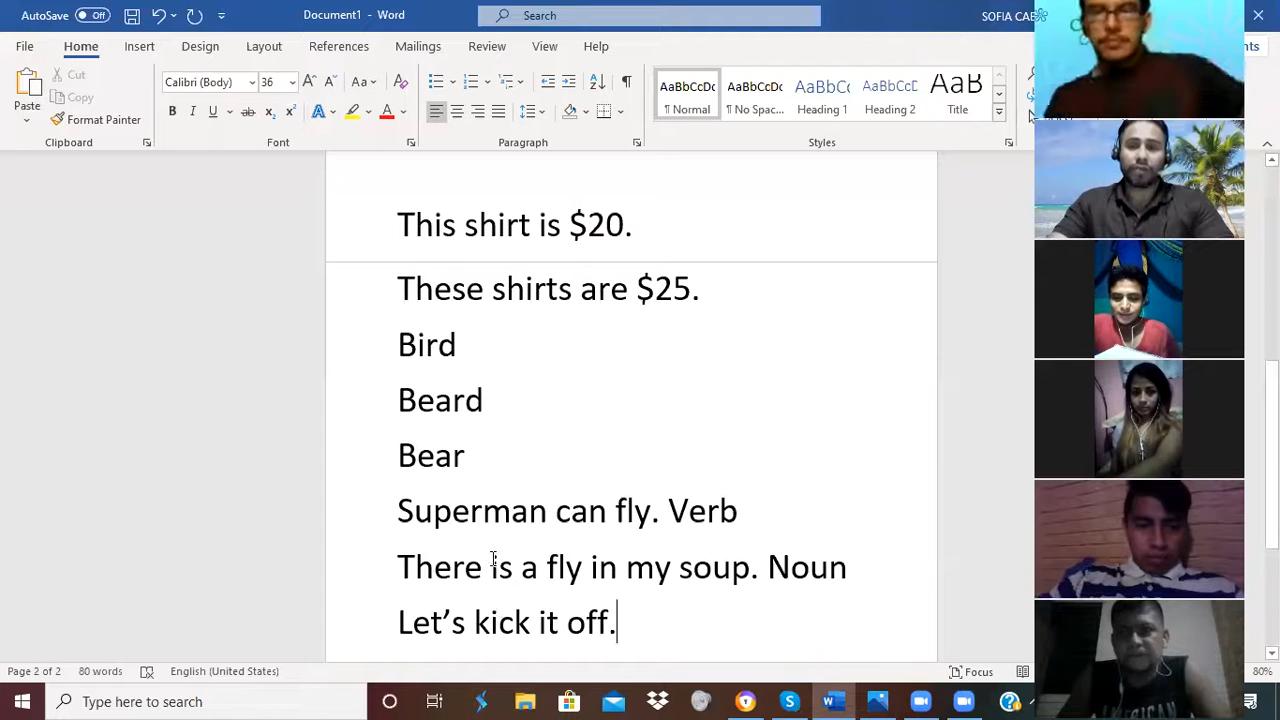 AutoSave Off Document1 - Word Search SOFIA CAB
File Home Insert Design Layout References Mailings Review View Help
Paste Cut Copy Format Painter
Calibri (Body) 36
AaBbCcDc AaBbCcDc AaBbCc AaBbCcD AaB
¶ Normal ¶ No Spac... Heading 1 Heading 2 Title
Clipboard Font Paragraph Styles
This shirt is $20.
These shirts are $25.
Bird
Beard
Bear
Superman can fly. Verb
There is a fly in my soup. Noun
Let’s kick it off.
AMERICAN
Page 2 of 2 80 words English (United States) Focus 80%
Type here to search